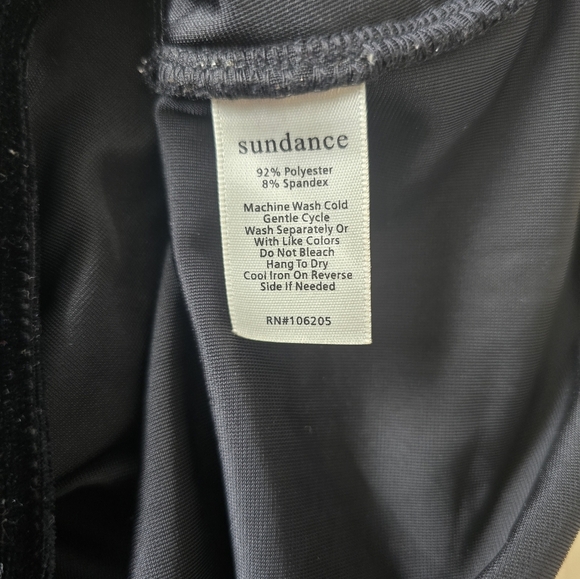 sundance
92% Polyester
8% Spandex
Machine Wash Cold
Gentle Cycle
Wash Separately Or
With Like Colors
Do Not Bleach
Hang To Dry
Cool Iron On Reverse
Side If Needed
RN#106205